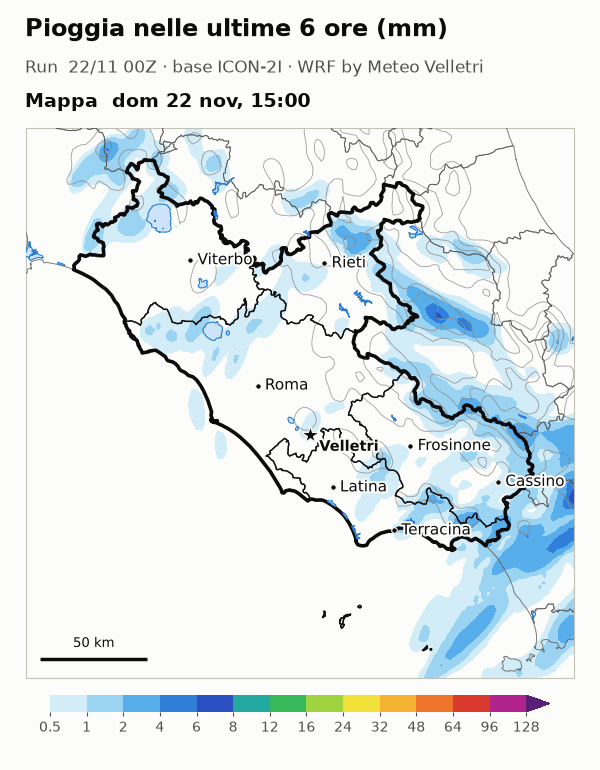 Pioggia nelle ultime 6 ore (mm)
Run  22/11 00Z · base ICON-2I · WRF by Meteo Velletri
Mappa  dom 22 nov, 15:00
Viterbo
Rieti
Roma
Velletri
Frosinone
Cassino
Latina
Terracina
50 km
0.5 1 2 4 6 8 12 16 24 32 48 64 96 128